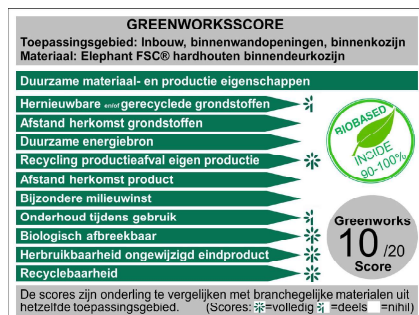 GREENWORKSSCORE
Toepassingsgebied: Inbouw, binnenwandopeningen, binnenkozijn
Materiaal: Elephant FSC® hardhouten binnendeurkozijn
Duurzame materiaal- en productie eigenschappen
Hernieuwbare en/of gerecyclede grondstoffen
Afstand herkomst grondstoffen
Duurzame energiebron
Recycling productieafval eigen productie
Afstand herkomst product
Bijzondere milieuwinst
Onderhoud tijdens gebruik
Biologisch afbreekbaar
Herbruikbaarheid ongewijzigd eindproduct
Recyclebaarheid
BIOBASED
INSIDE
90-100%
Greenworks
10 /20
Score
De scores zijn onderling te vergelijken met branchegelijke materialen uit
hetzelfde toepassingsgebied. (Scores: =volledig =deels =nihil)